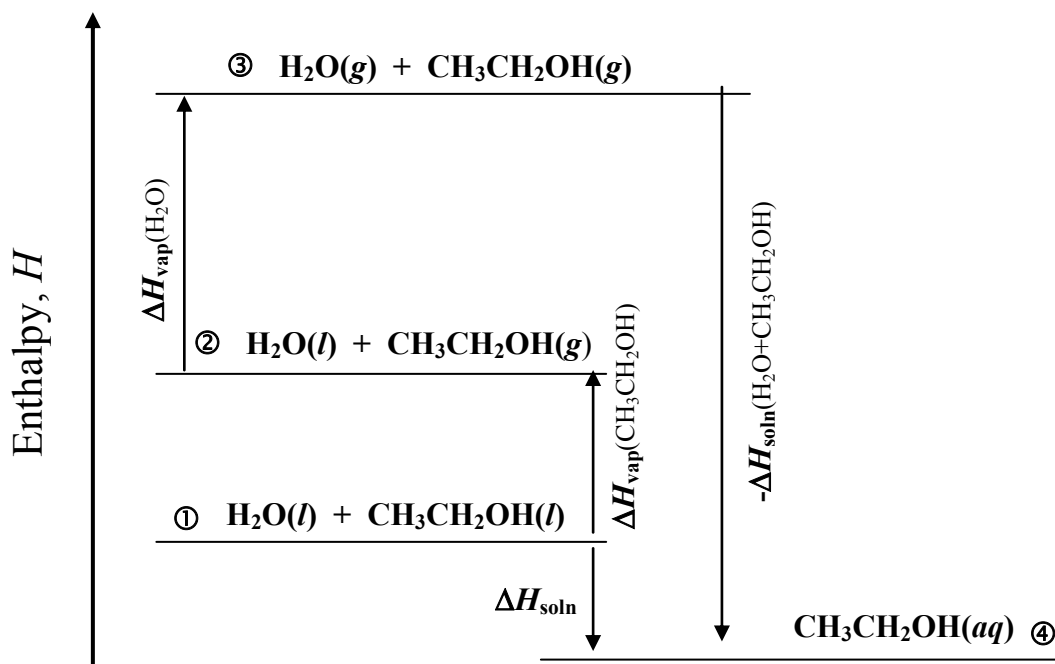 ③ H₂O(g) + CH₃CH₂OH(g)
ΔHvap(H₂O)
-ΔHsoln(H₂O+CH₃CH₂OH)
Enthalpy, H
② H₂O(l) + CH₃CH₂OH(g)
ΔHvap(CH₃CH₂OH)
① H₂O(l) + CH₃CH₂OH(l)
ΔHsoln
CH₃CH₂OH(aq) ④